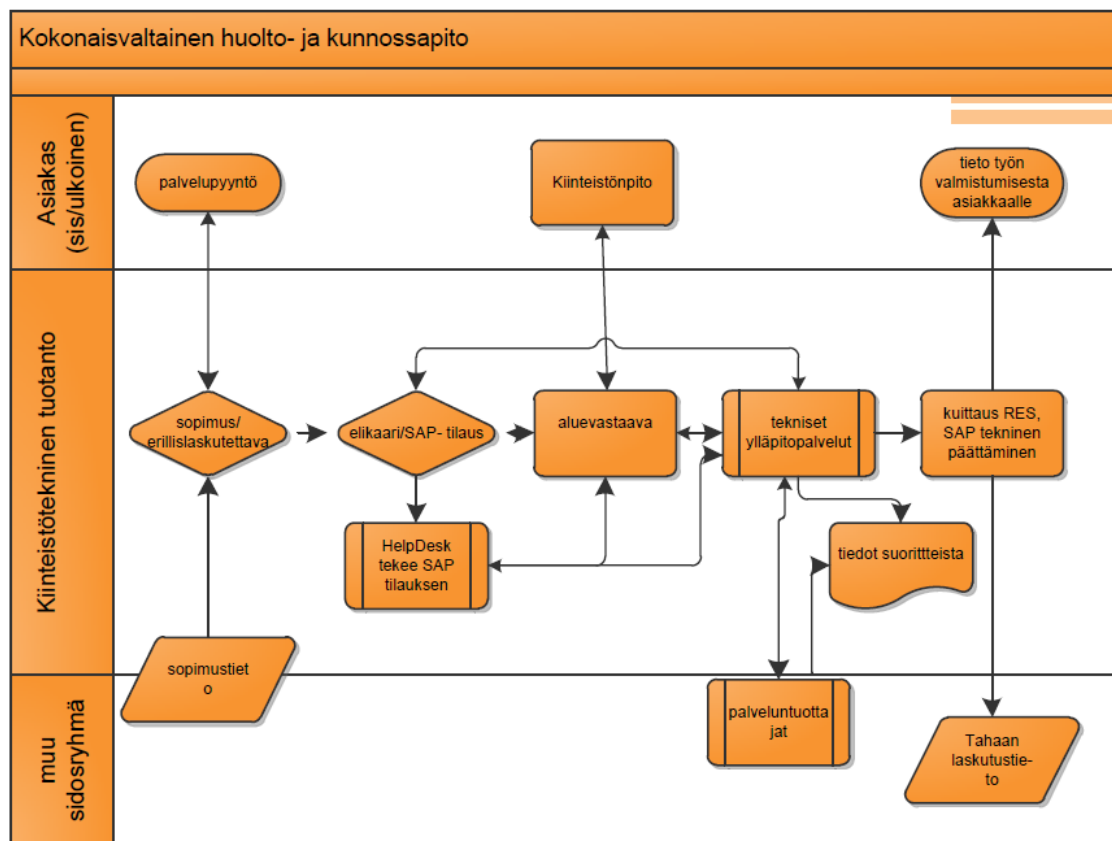 Kokonaisvaltainen huolto- ja kunnossapito
Asiakas
(sis/ulkoinen)
palvelupyyntö
Kiinteistönpito
tieto työn
valmistumisesta
asiakkaalle
Kiinteistötekninen tuotanto
sopimus/
erillislaskutettava
elikaari/SAP- tilaus
aluevastaava
tekniset
ylläpitopalvelut
kuittaus RES,
SAP tekninen
päättäminen
HelpDesk
tekee SAP
tilauksen
tiedot suorittteista
sopimustiet
o
muu
sidosryhmä
palveluntuotta
jat
Tahaan
laskutustie-
to